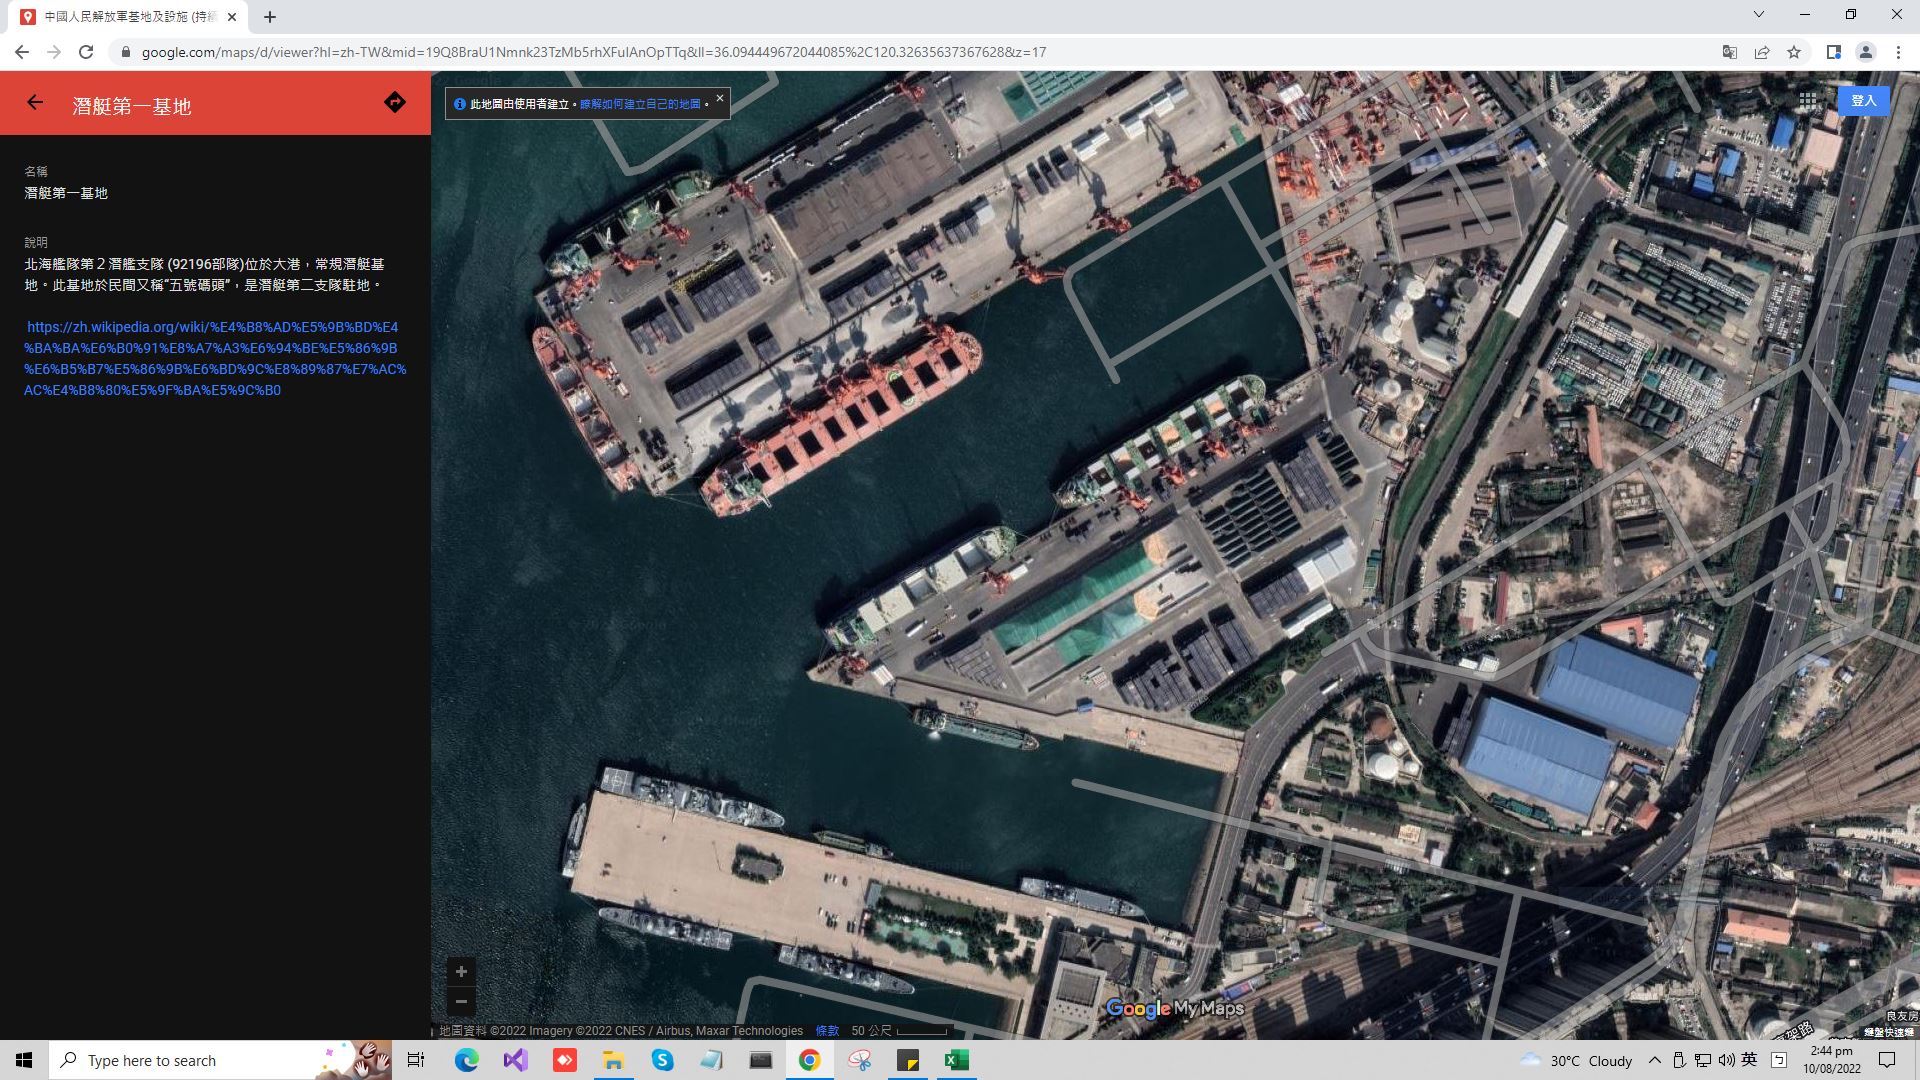 中國人民解放軍基地及設施 (持續
google.com/maps/d/viewer?hl=zh-TW&mid=19Q8BraU1Nmnk23TzMb5rhXFulAnOpTTq&ll=36.094449672044085%2C120.32635637367628&z=17
潛艇第一基地
此地圖由使用者建立。瞭解如何建立自己的地圖。
登入
名稱
潛艇第一基地
說明
北海艦隊第２潛艦支隊 (92196部隊)位於大港，常規潛艇基
地。此基地於民間又稱“五號碼頭”，是潛艇第二支隊駐地。
https://zh.wikipedia.org/wiki/%E4%B8%AD%E5%9B%BD%E4
%BA%BA%E6%B0%91%E8%A7%A3%E6%94%BE%E5%86%9B
%E6%B5%B7%E5%86%9B%E6%BD%9C%E8%89%87%E7%AC%
AC%E4%B8%80%E5%9F%BA%E5%9C%B0
+
−
Google My Maps
良友房
地圖資料 ©2022 Imagery ©2022 CNES / Airbus, Maxar Technologies 條款 50 公尺
鍵盤快速鍵
Type here to search
30°C Cloudy
英
2:44 pm
10/08/2022